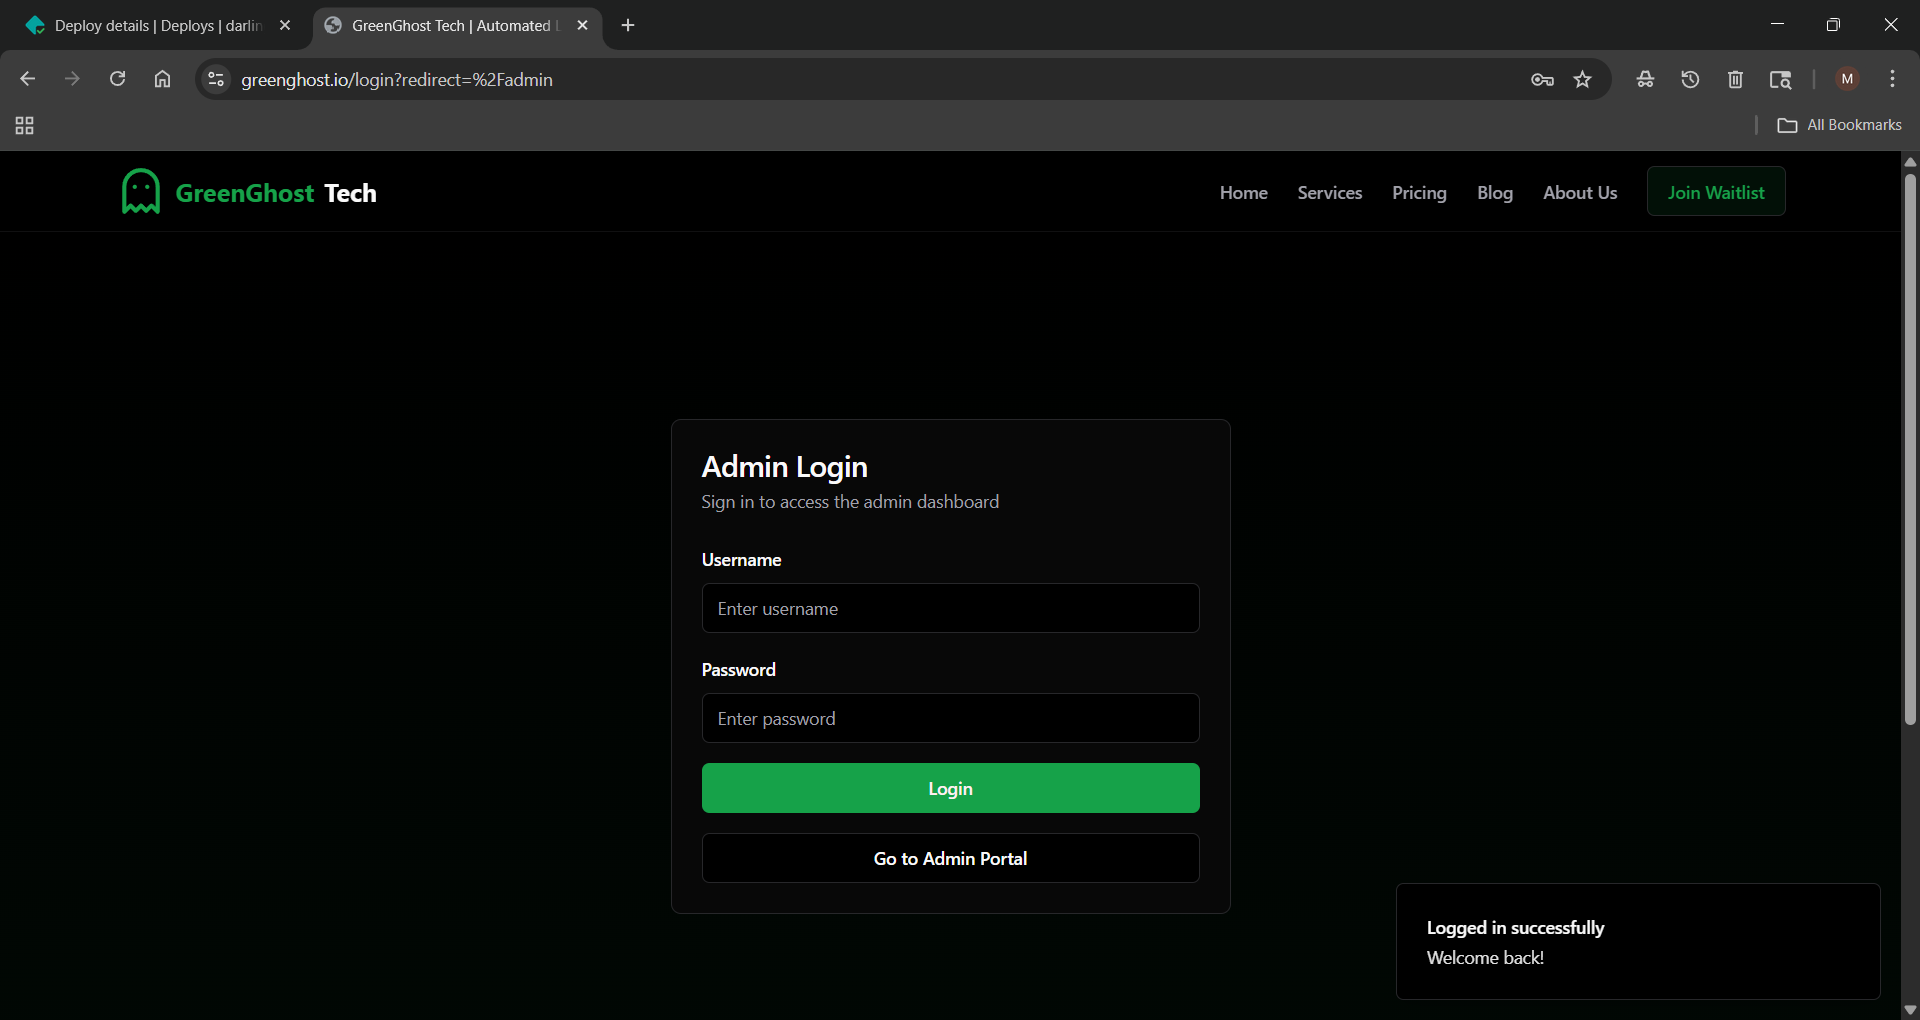 Deploy details | Deploys | darlin
GreenGhost Tech | Automated
greenghost.io/login?redirect=%2Fadmin
M
All Bookmarks
GreenGhost Tech
Home
Services
Pricing
Blog
About Us
Join Waitlist
Admin Login
Sign in to access the admin dashboard
Username
Enter username
Password
Enter password
Login
Go to Admin Portal
Logged in successfully
Welcome back!